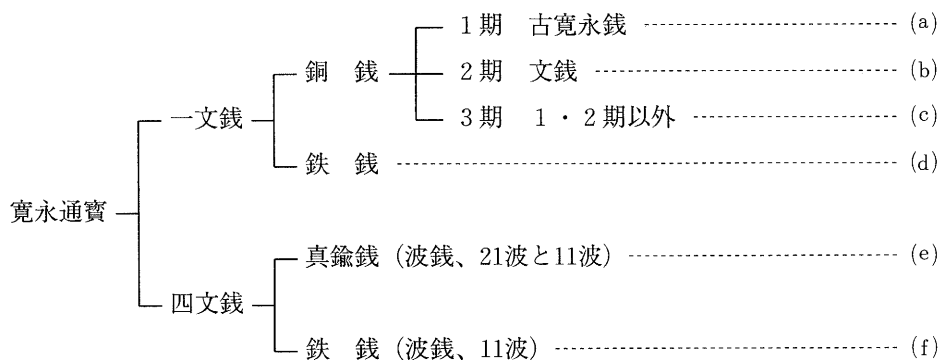 1期 古寛永銭 (a)
銅 銭 2期 文銭 (b)
一文銭 3期 1・2期以外 (c)
鉄 銭 (d)
寛永通寳
真鍮銭(波銭、21波と11波) (e)
四文銭
鉄 銭(波銭、11波) (f)